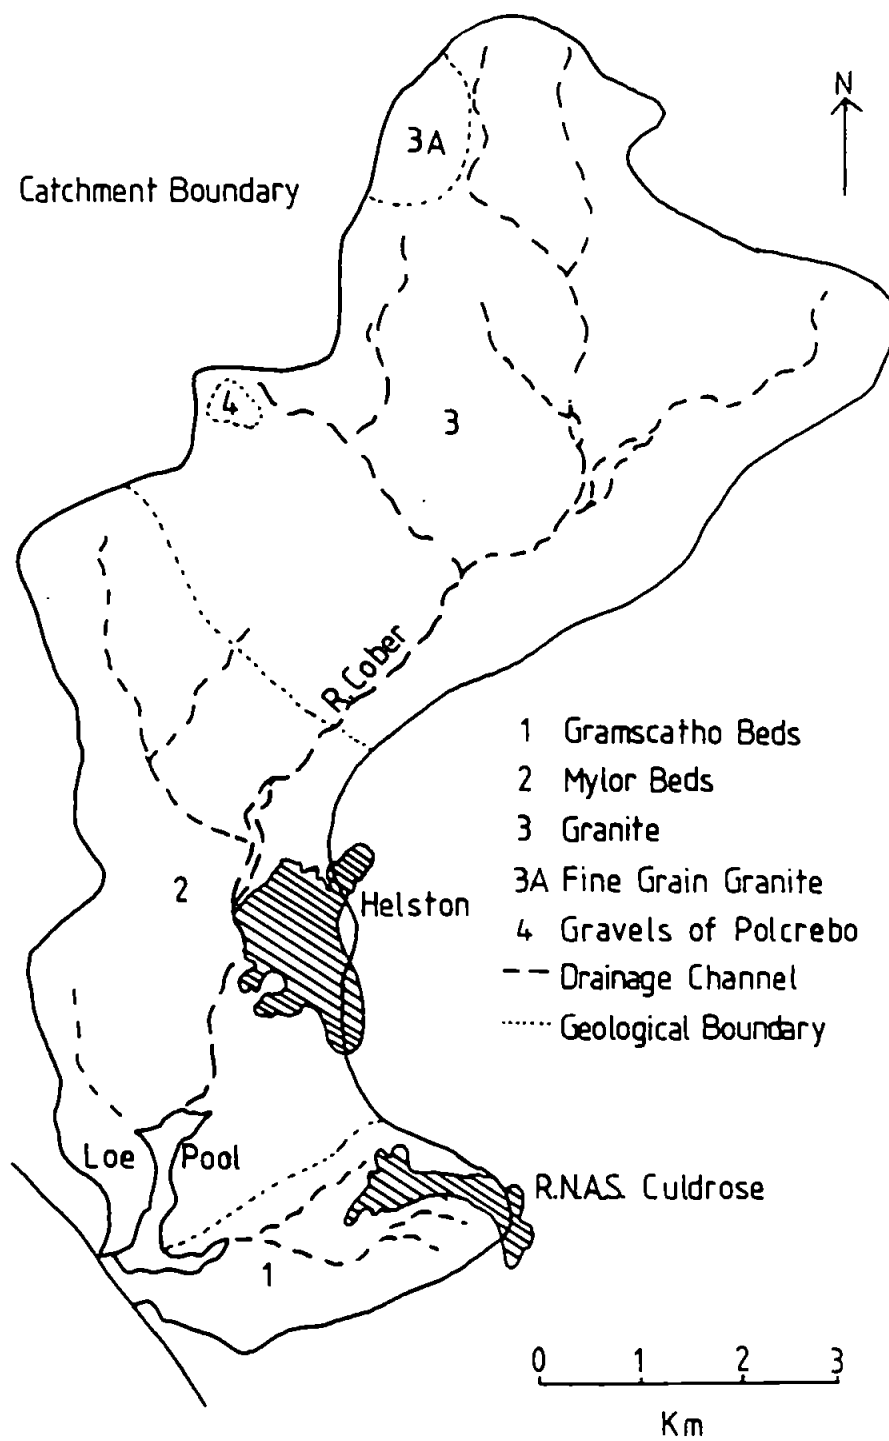 N
3A
Catchment Boundary
4
3
R. Cober
1 Gramscatho Beds
2 Mylor Beds
3 Granite
3A Fine Grain Granite
4 Gravels of Polcrebo
Drainage Channel
Geological Boundary
2
Helston
Loe Pool
R.N.A.S. Culdrose
1
0 1 2 3
Km